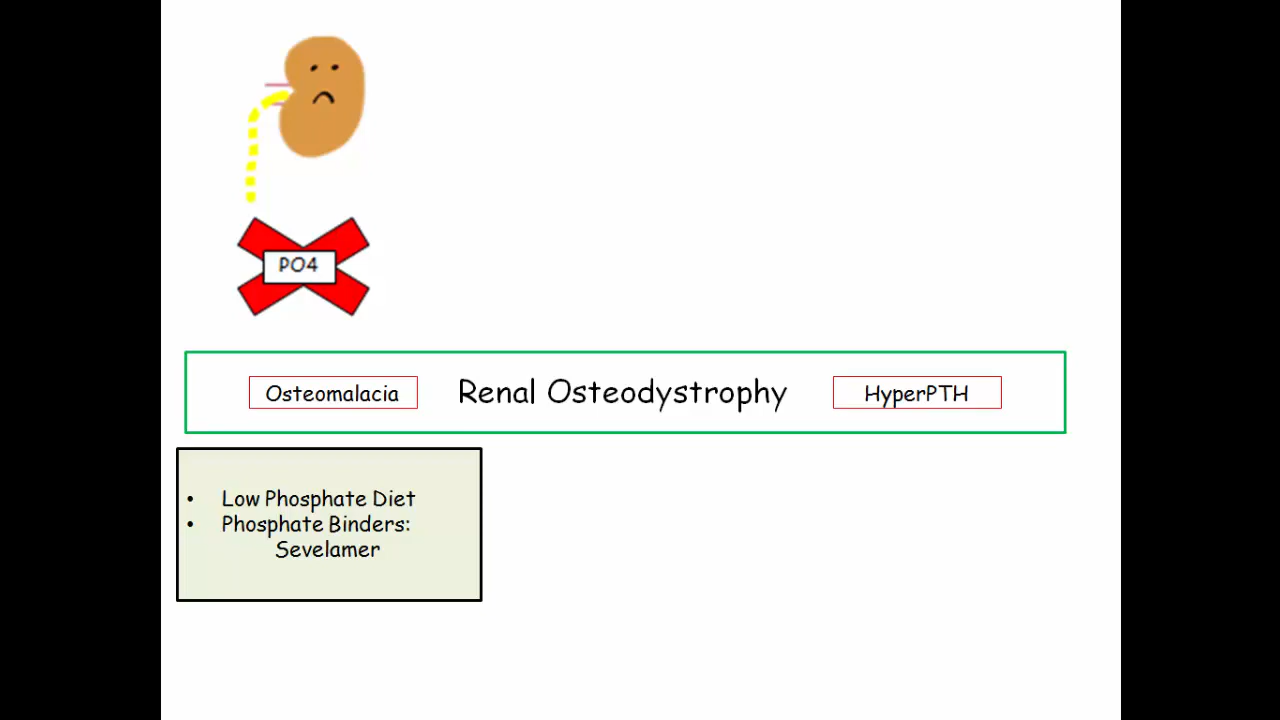 PO4
Osteomalacia Renal Osteodystrophy HyperPTH
• Low Phosphate Diet
• Phosphate Binders:
Sevelamer